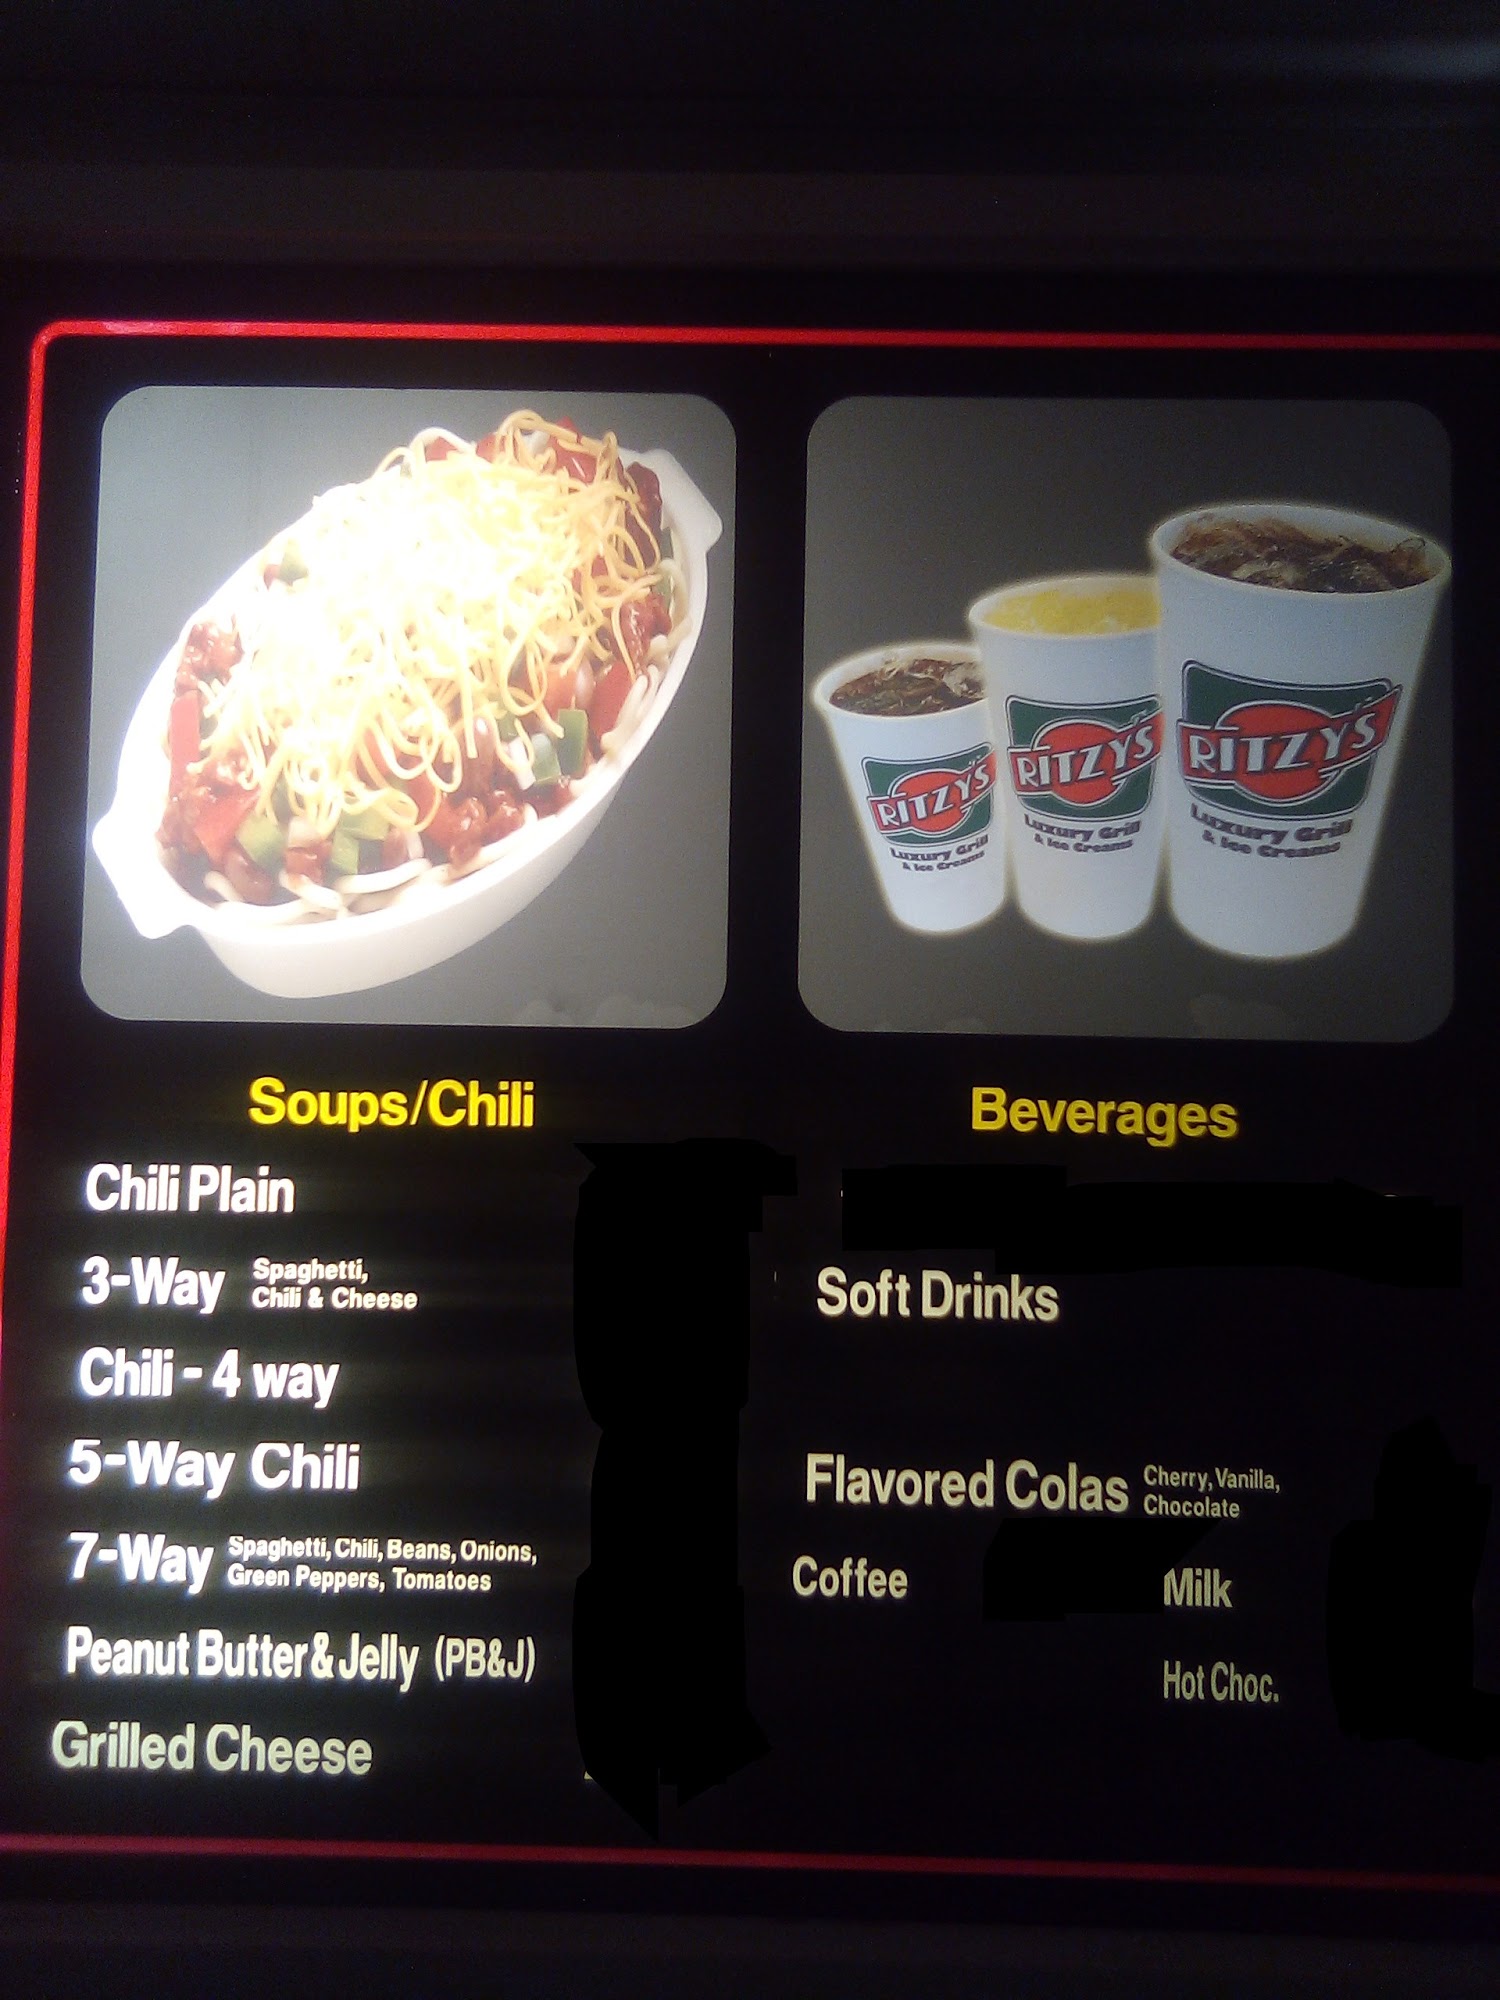 RITZY'S
Luxury Grill
& Ice Creams
RITZY'S
Luxury Grill
& Ice Creams
RITZY'S
Luxury Grill
& Ice Creams
Soups/Chili
Chili Plain
3-Way Spaghetti,
Chili & Cheese
Chili - 4 way
5-Way Chili
7-Way Spaghetti, Chili, Beans, Onions,
Green Peppers, Tomatoes
Peanut Butter & Jelly (PB&J)
Grilled Cheese
Beverages
Soft Drinks
Flavored Colas Cherry, Vanilla,
Chocolate
Coffee Milk
Hot Choc.